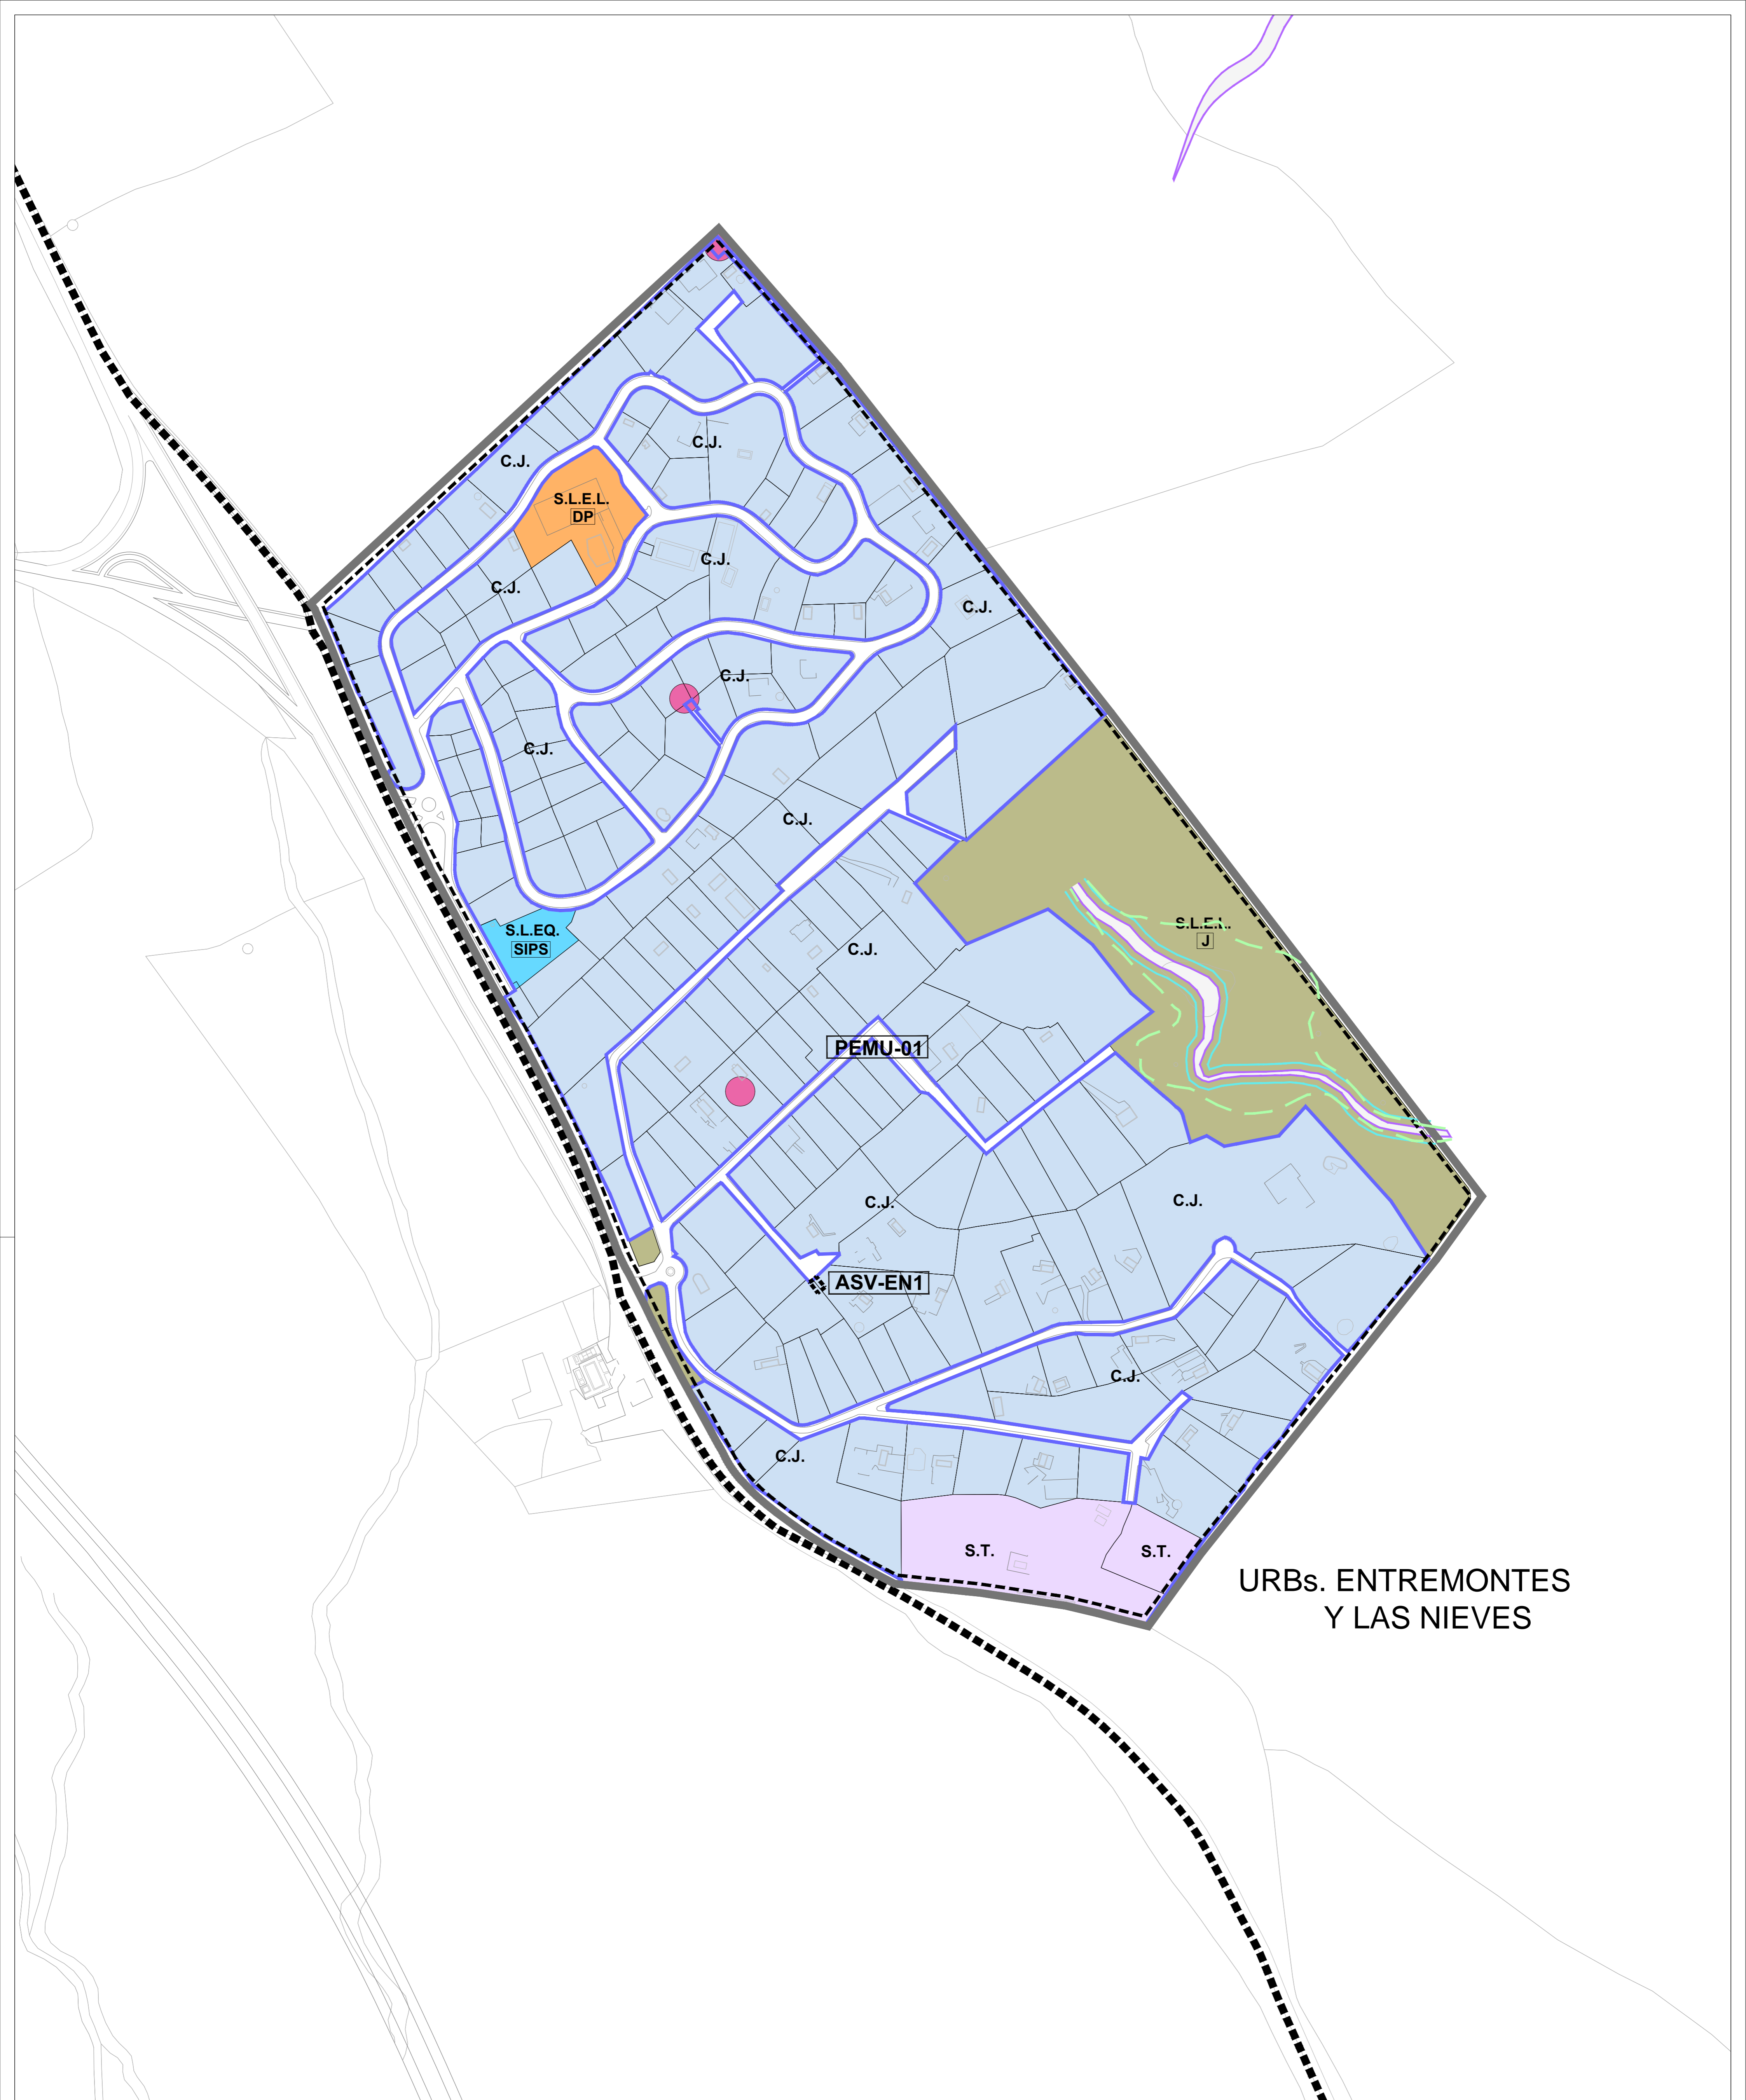 C.J.
C.J.
S.L.E.L.
DP
C.J.
C.J.
C.J.
C.J.
C.J.
C.J.
C.J.
S.L.EQ.
SIPS
C.J.
S.L.E.L.
J
PEMU-01
C.J.
C.J.
ASV-EN1
C.J.
C.J.
S.T.
S.T.
URBs. ENTREMONTES
Y LAS NIEVES